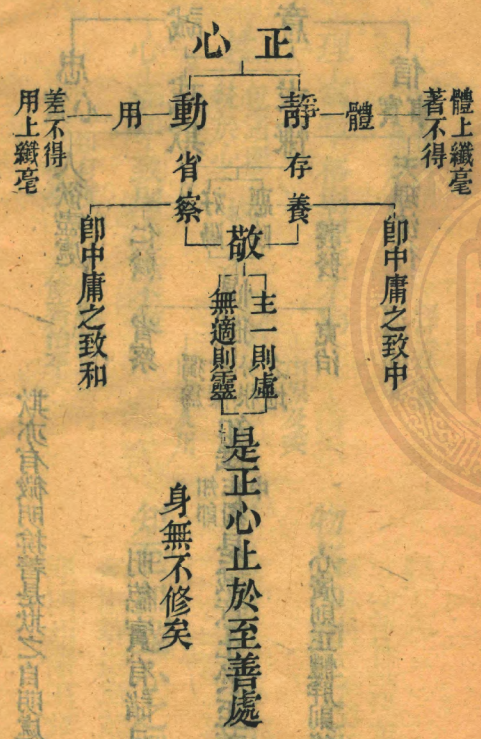 正心
靜存養
體
體上纖毫
著不得
即中庸之致中
動省察
用
差不得
用上纖毫
即中庸之致和
敬
主一則虛
無適則靈
是正心止於至善處
身無不修矣